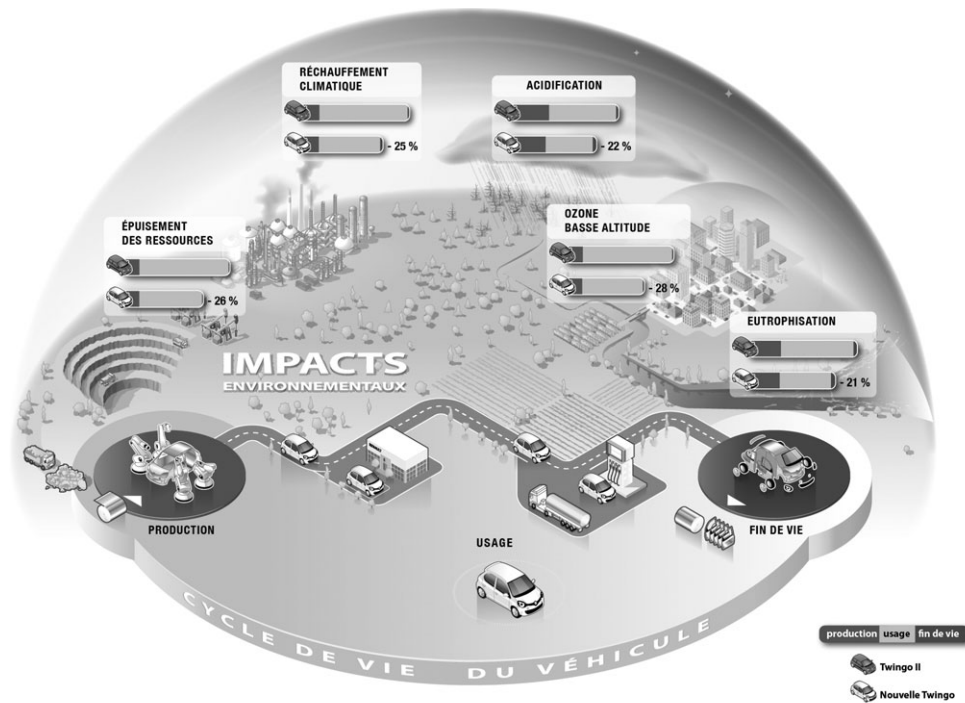 RÉCHAUFFEMENT
CLIMATIQUE
- 25 %
ACIDIFICATION
- 22 %
ÉPUISEMENT
DES RESSOURCES
- 26 %
OZONE
BASSE ALTITUDE
- 28 %
EUTROPHISATION
- 21 %
IMPACTS
ENVIRONNEMENTAUX
PRODUCTION
FIN DE VIE
USAGE
CYCLE DE VIE DU VÉHICULE
production usage fin de vie
Twingo II
Nouvelle Twingo